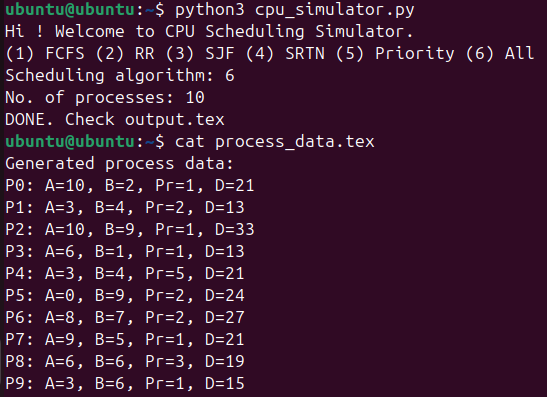 ubuntu@ubuntu:~$ python3 cpu_simulator.py
Hi ! Welcome to CPU Scheduling Simulator.
(1) FCFS (2) RR (3) SJF (4) SRTN (5) Priority (6) All
Scheduling algorithm: 6
No. of processes: 10
DONE. Check output.tex
ubuntu@ubuntu:~$ cat process_data.tex
Generated process data:
P0: A=10, B=2, Pr=1, D=21
P1: A=3, B=4, Pr=2, D=13
P2: A=10, B=9, Pr=1, D=33
P3: A=6, B=1, Pr=1, D=13
P4: A=3, B=4, Pr=5, D=21
P5: A=0, B=9, Pr=2, D=24
P6: A=8, B=7, Pr=2, D=27
P7: A=9, B=5, Pr=1, D=21
P8: A=6, B=6, Pr=3, D=19
P9: A=3, B=6, Pr=1, D=15